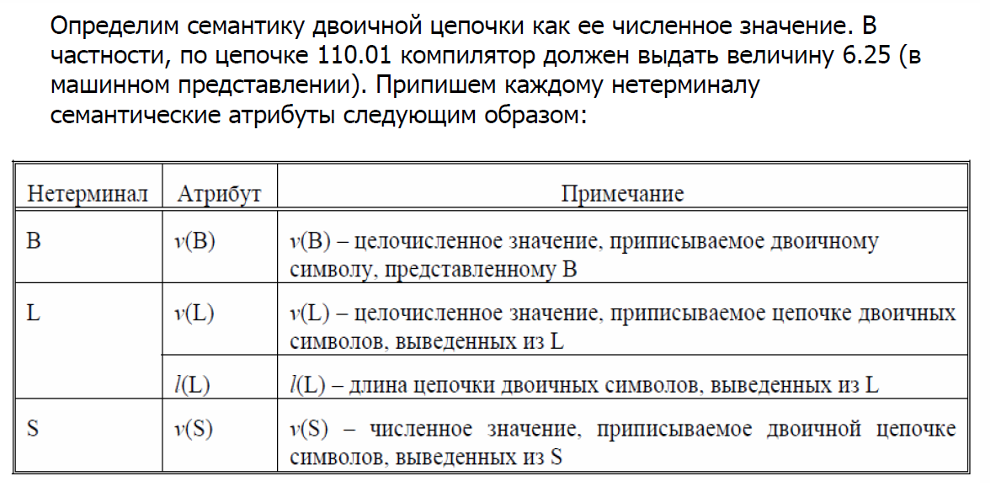 Определим семантику двоичной цепочки как ее численное значение. В
частности, по цепочке 110.01 компилятор должен выдать величину 6.25 (в
машинном представлении). Припишем каждому нетерминалу
семантические атрибуты следующим образом:
Нетерминал Атрибут Примечание
B v(B) v(B) – целочисленное значение, приписываемое двоичному
символу, представленному B
L v(L) v(L) – целочисленное значение, приписываемое цепочке двоичных
символов, выведенных из L
l(L) l(L) – длина цепочки двоичных символов, выведенных из L
S v(S) v(S) – численное значение, приписываемое двоичной цепочке
символов, выведенных из S